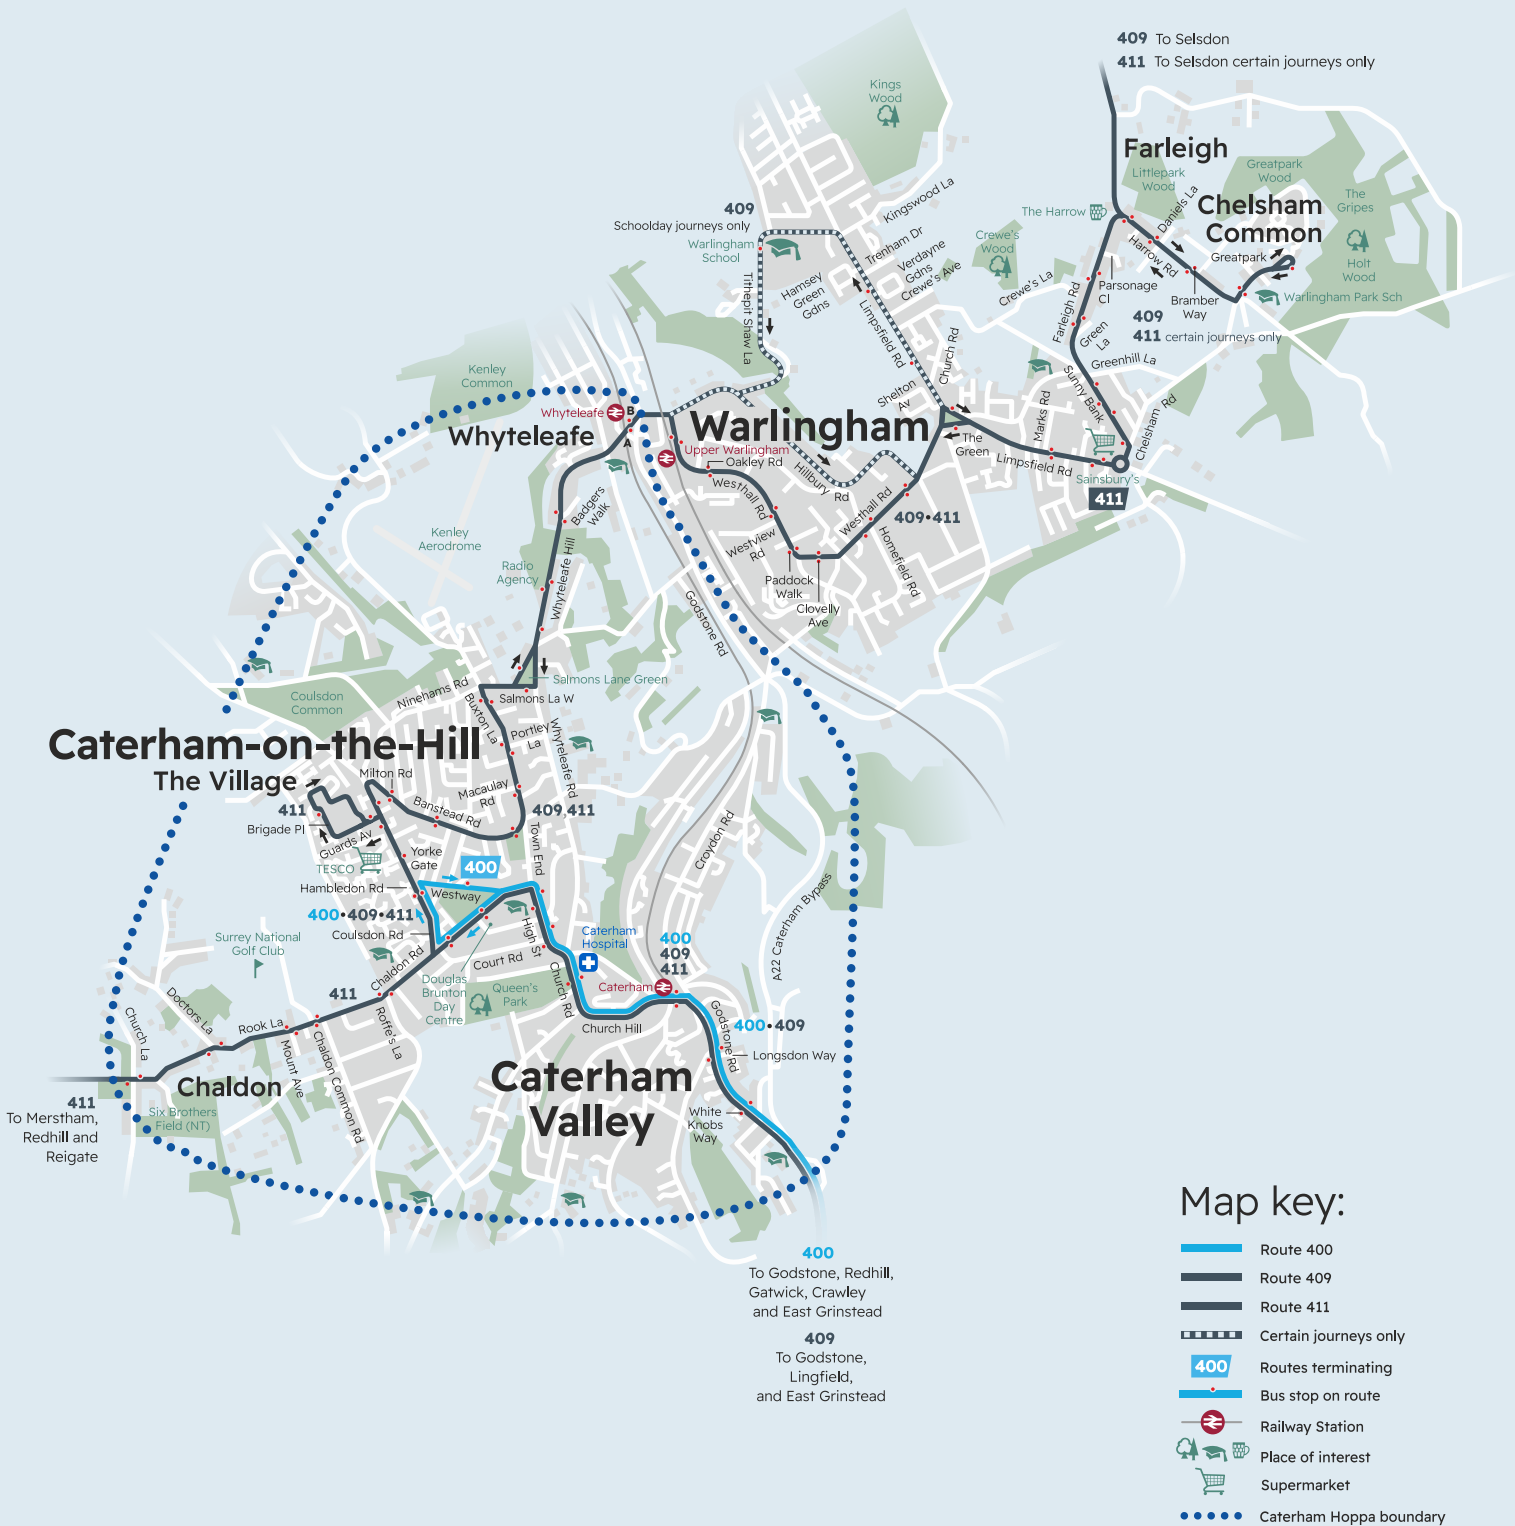 409 To Selsdon
411 To Selsdon certain journeys only
Kings
Wood
Farleigh
Littlepark
Wood
Greatpark
Wood
The
Gripes
Daniels La
Chelsham
Common
The Harrow
Kingswood La
409
Schoolday journeys only
Warlingham
School
Trenham Dr
Verdayne
Gdns
Crewe's
Wood
Crewe's Ave
Crewe's La
Harrow Rd
Greatpark
Holt
Wood
Tithepit Shaw La
Hamsey
Green
Gdns
Limpsfield Rd
Parsonage
Cl
Bramber
Way
Warlingham Park Sch
409
411 certain journeys only
Farleigh Rd
Green
La
Church Rd
Greenhill La
Sunny Bank
Kenley
Common
Shelton
Av
Marks Rd
Chelsham Rd
Whyteleafe
B
A
Whyteleafe
Warlingham
The
Green
Upper Warlingham
Oakley Rd
Hillbury
Rd
Limpsfield Rd
Sainsbury's
411
Westhall Rd
Westhall Rd
409•411
Badgers
Walk
Kenley
Aerodrome
Westview
Rd
Homefield Rd
Radio
Agency
Whyteleafe Hill
Paddock
Walk
Clovelly
Ave
Godstone Rd
Salmons Lane Green
Coulsdon
Common
Ninehams Rd
Salmons La W
Buxton La
Portley
La
Whyteleafe Rd
Caterham-on-the-Hill
The Village
Milton Rd
Macaulay
Rd
411
Banstead Rd
409,411
Brigade Pl
Guards Av
Town End
Croydon Rd
TESCO
Yorke
Gate
400
Hambledon Rd
Westway
A22 Caterham Bypass
400•409•411
Coulsdon Rd
High St
Caterham
Hospital
400
409
411
Surrey National
Golf Club
Chaldon Rd
Court Rd
Douglas
Brunton
Day
Centre
Queen's
Park
Church Rd
Caterham
411
Doctors La
Church La
Rook La
Roffe's La
Church Hill
Godstone Rd
400•409
Longsdon Way
Mount Ave
Chaldon Common Rd
Chaldon
Caterham
Valley
411
To Merstham,
Redhill and
Reigate
Six Brothers
Field (NT)
White
Knobs
Way
400
To Godstone, Redhill,
Gatwick, Crawley
and East Grinstead
409
To Godstone,
Lingfield,
and East Grinstead
Map key:
Route 400
Route 409
Route 411
Certain journeys only
400 Routes terminating
Bus stop on route
Railway Station
Place of interest
Supermarket
Caterham Hoppa boundary